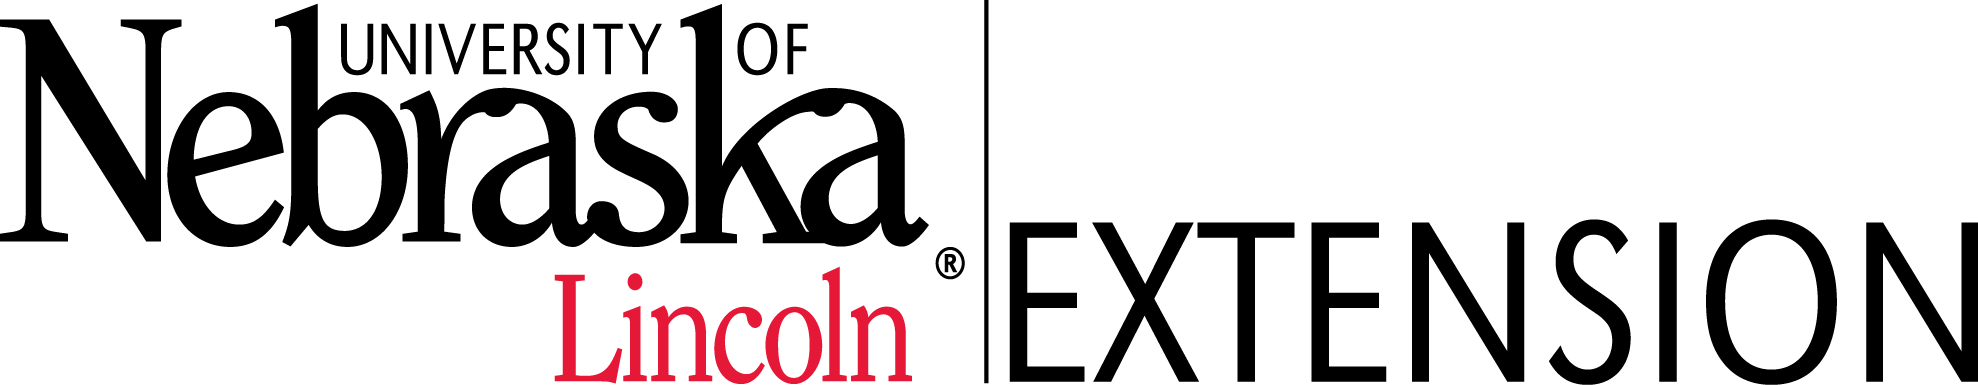 UNIVERSITY OF
Nebraska®
Lincoln
EXTENSION